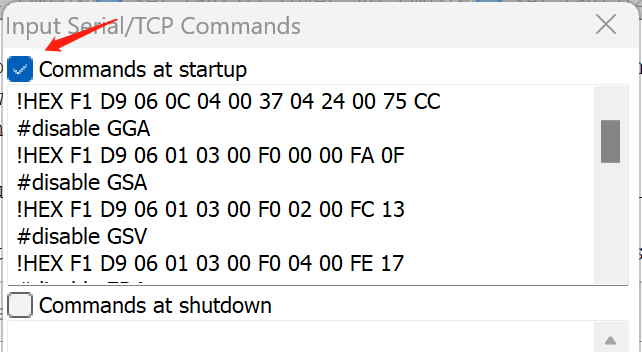 Input Serial/TCP Commands
Commands at startup
!HEX F1 D9 06 0C 04 00 37 04 24 00 75 CC
#disable GGA
!HEX F1 D9 06 01 03 00 F0 00 00 FA 0F
#disable GSA
!HEX F1 D9 06 01 03 00 F0 02 00 FC 13
#disable GSV
!HEX F1 D9 06 01 03 00 F0 04 00 FE 17
Commands at shutdown